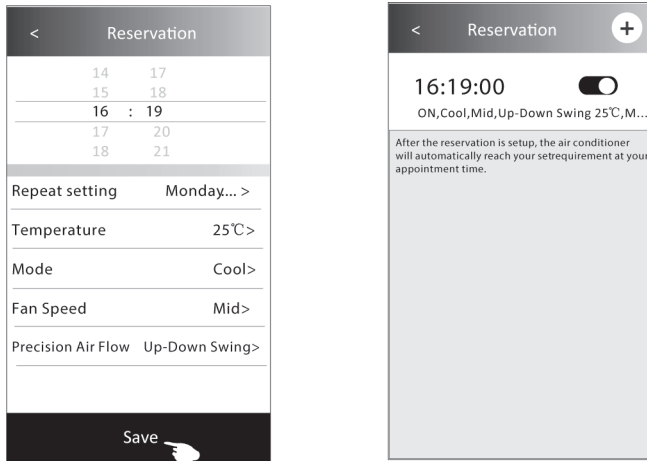 < Reservation
14 17
15 18
16 : 19
17 20
18 21
Repeat setting Monday.... >
Temperature 25℃>
Mode Cool>
Fan Speed Mid>
Precision Air Flow Up-Down Swing>
Save
< Reservation +
16:19:00
ON,Cool,Mid,Up-Down Swing 25℃,M...
After the reservation is setup, the air conditioner
will automatically reach your setrequirement at your
appointment time.